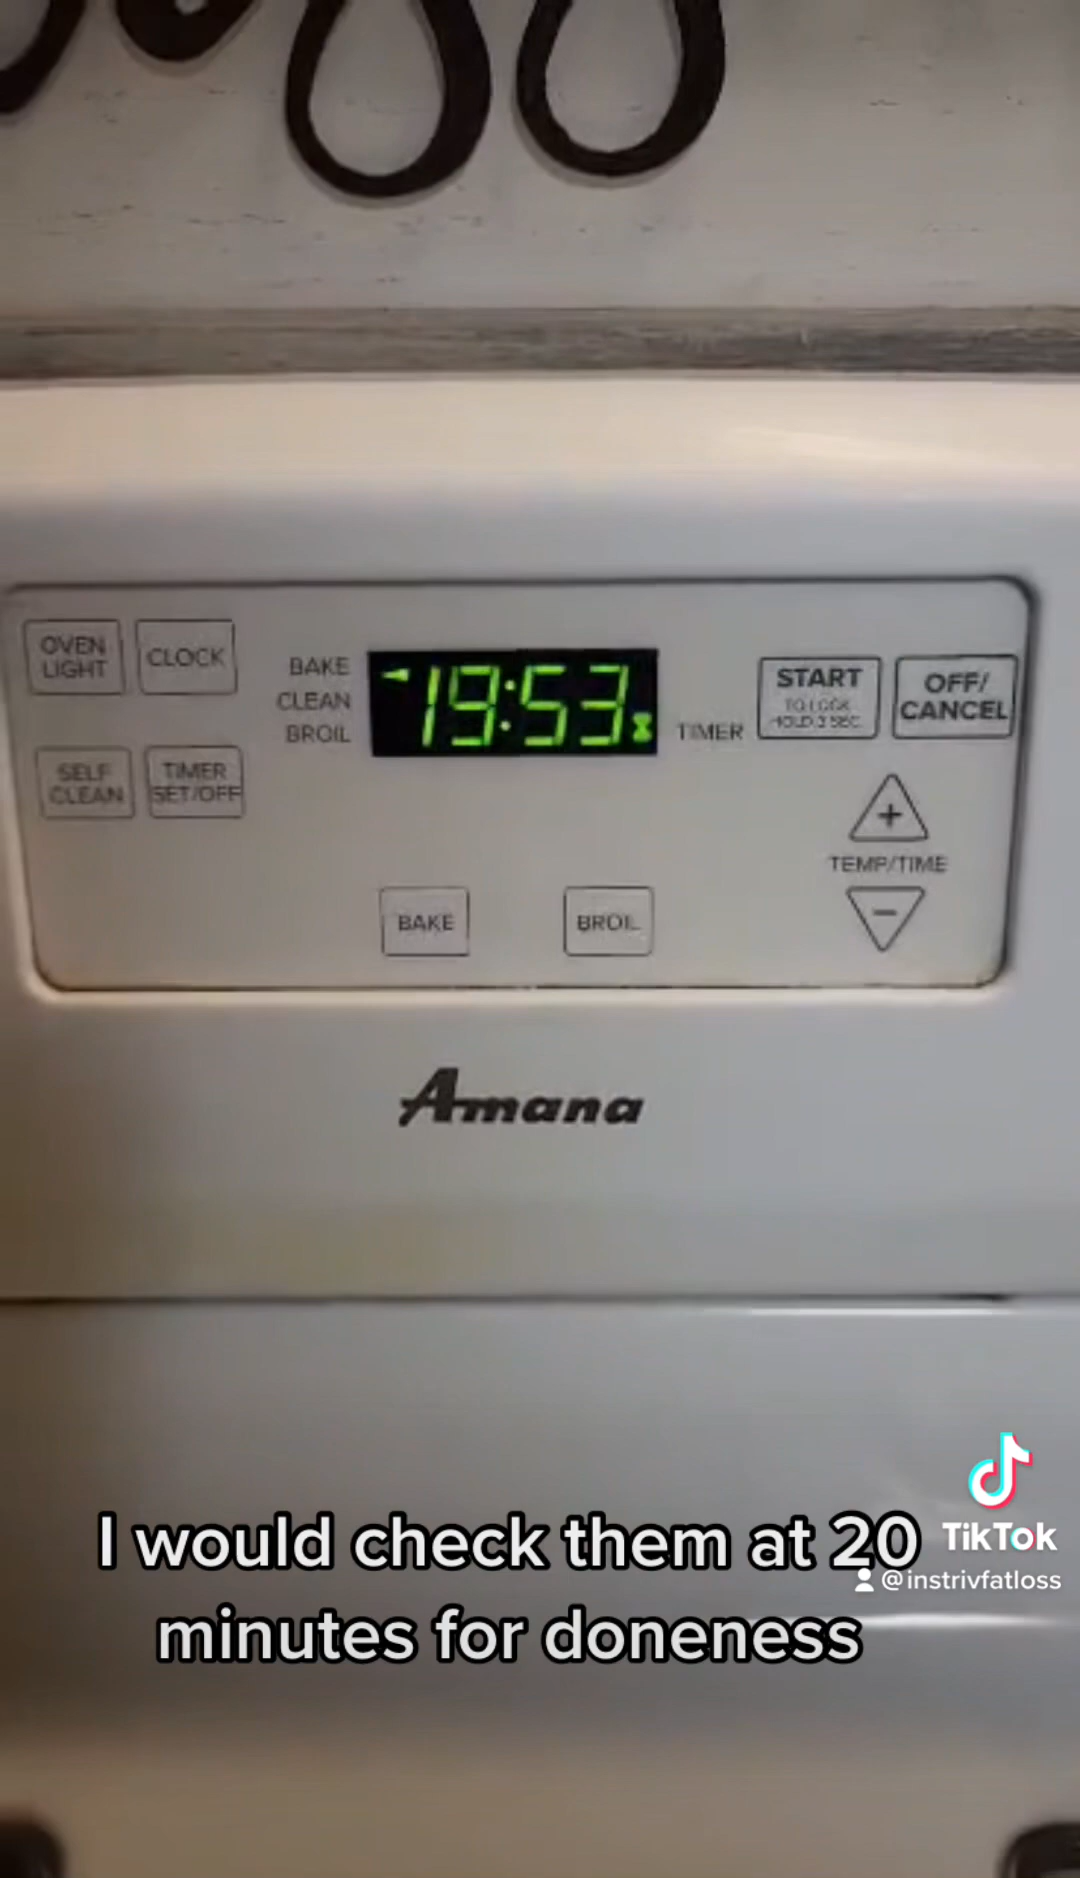 OVEN
LIGHT
CLOCK
BAKE
CLEAN
BROIL
19:53
TIMER
START
TO LOCK
HOLD 3 SEC
OFF/
CANCEL
SELF
CLEAN
TIMER
SET/OFF
+
TEMP/TIME
-
BAKE
BROIL
Amana
I would check them at 20
minutes for doneness
TikTok
@instrivfatloss